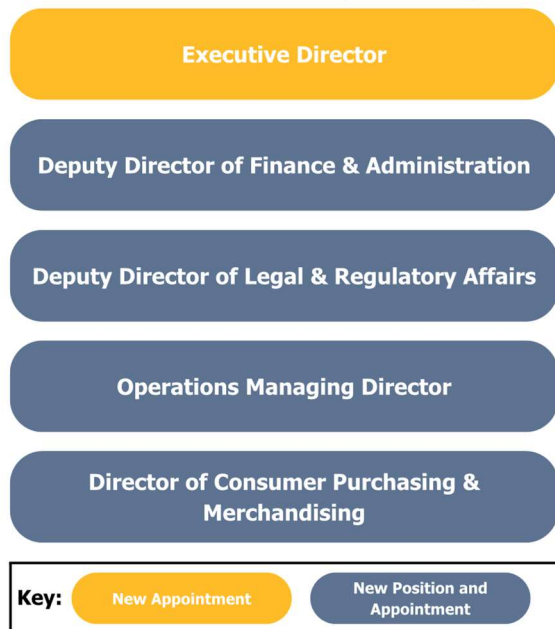 Executive Director
Deputy Director of Finance & Administration
Deputy Director of Legal & Regulatory Affairs
Operations Managing Director
Director of Consumer Purchasing &
Merchandising
Key:
New Appointment
New Position and
Appointment